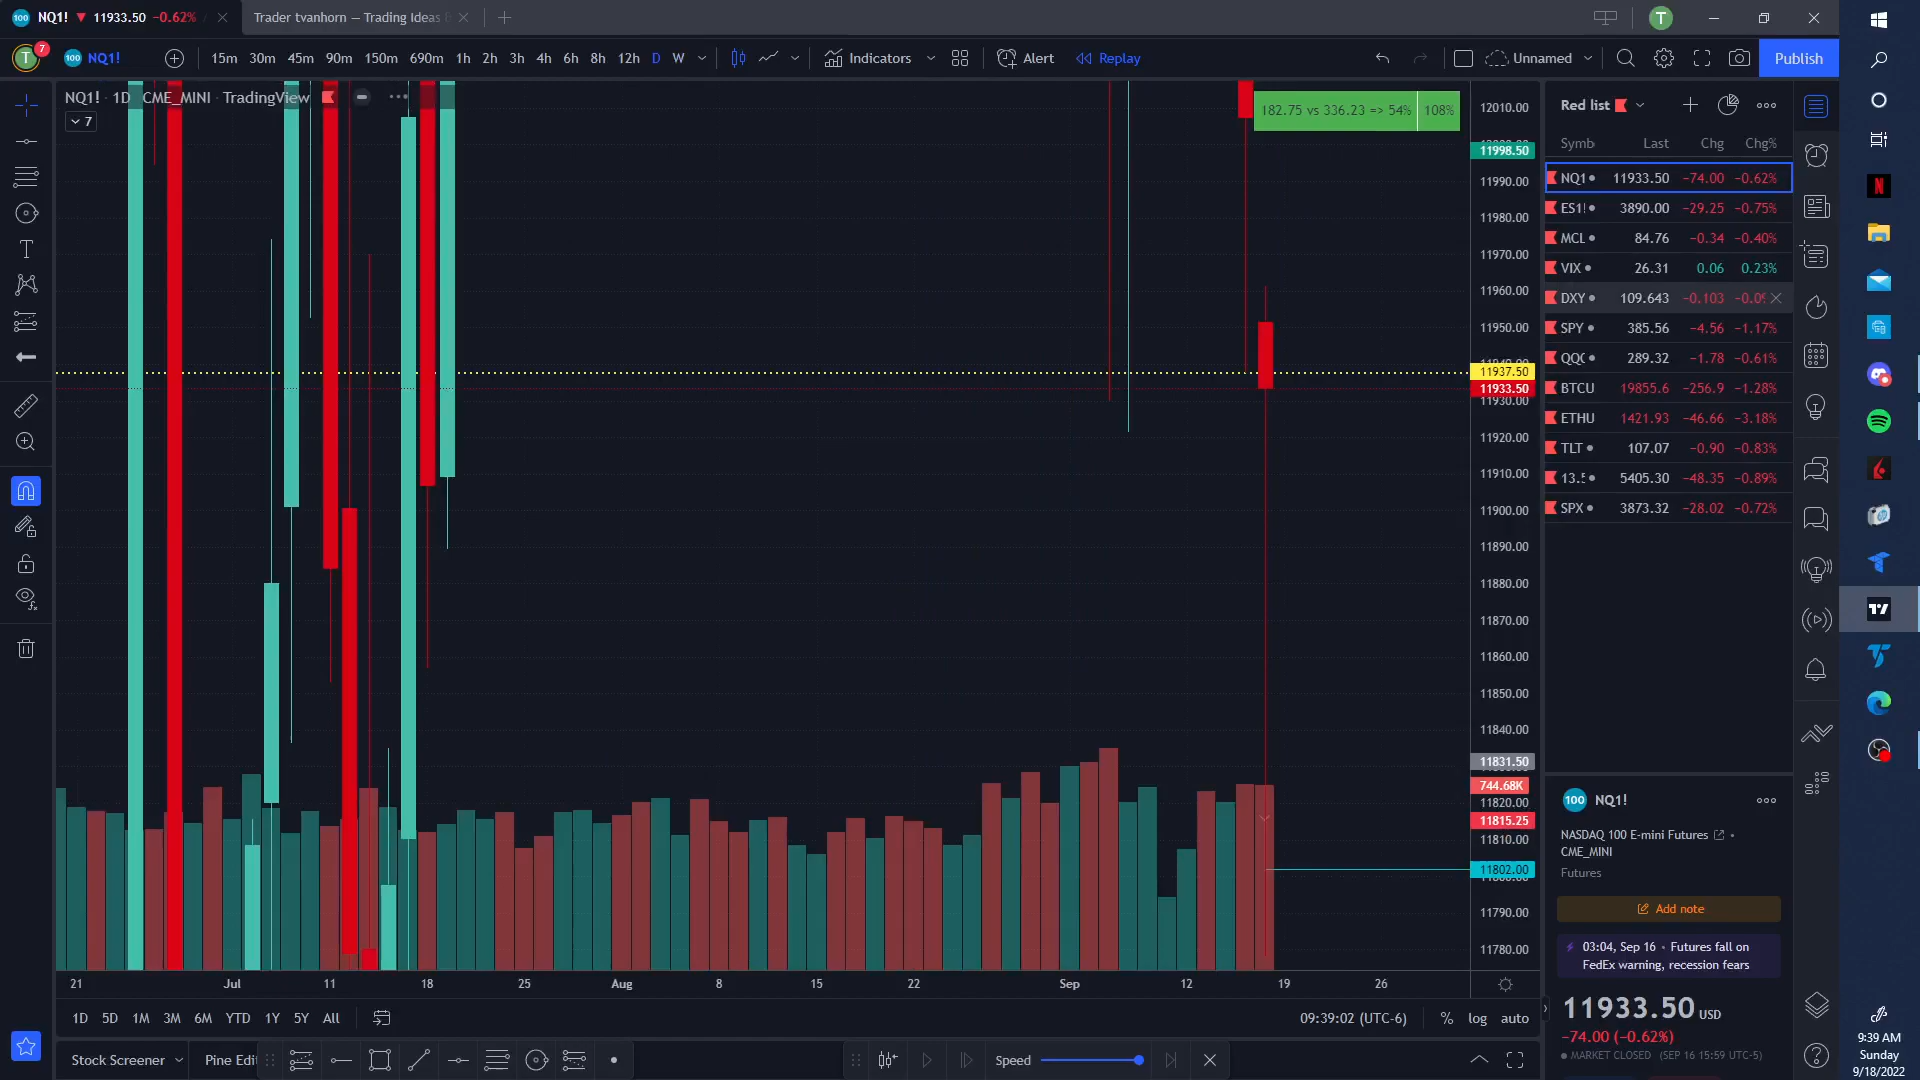 NQ1! ▼ 11933.50 −0.62% /
Trader tvanhorn — Trading Ideas
T 7 100 NQ1!
15m 30m 45m 90m 150m 690m 1h 2h 3h 4h 6h 8h 12h D W
Indicators Alert Replay
Unnamed Publish
NQ1! · 1D · CME_MINI · TradingView
7
182.75 vs 336.23 => 54% 108%
12010.00
11998.50
11990.00
11980.00
11970.00
11960.00
11950.00
11937.50
11933.50
11930.00
11920.00
11910.00
11900.00
11890.00
11880.00
11870.00
11860.00
11850.00
11840.00
11831.50
744.68K
11820.00
11815.25
11810.00
11802.00
11790.00
11780.00
21 Jul 11 18 25 Aug 8 15 22 Sep 12 19 26
1D 5D 1M 3M 6M YTD 1Y 5Y All
09:39:02 (UTC-6) % log auto
Stock Screener Pine Edit
Speed
Red list
Symb Last Chg Chg%
NQ1 11933.50 −74.00 −0.62%
ES1! 3890.00 −29.25 −0.75%
MCL 84.76 −0.34 −0.40%
VIX 26.31 0.06 0.23%
DXY 109.643 −0.103 −0.09
SPY 385.56 −4.56 −1.17%
QQQ 289.32 −1.78 −0.61%
BTCU 19855.6 −256.9 −1.28%
ETHU 1421.93 −46.66 −3.18%
TLT 107.07 −0.90 −0.83%
13.5 5405.30 −48.35 −0.89%
SPX 3873.32 −28.02 −0.72%
100 NQ1!
NASDAQ 100 E-mini Futures
CME_MINI
Futures
Add note
03:04, Sep 16 • Futures fall on
FedEx warning, recession fears
11933.50 USD
−74.00 (−0.62%)
MARKET CLOSED (SEP 16 15:59 UTC-5)
9:39 AM
Sunday
9/18/2022